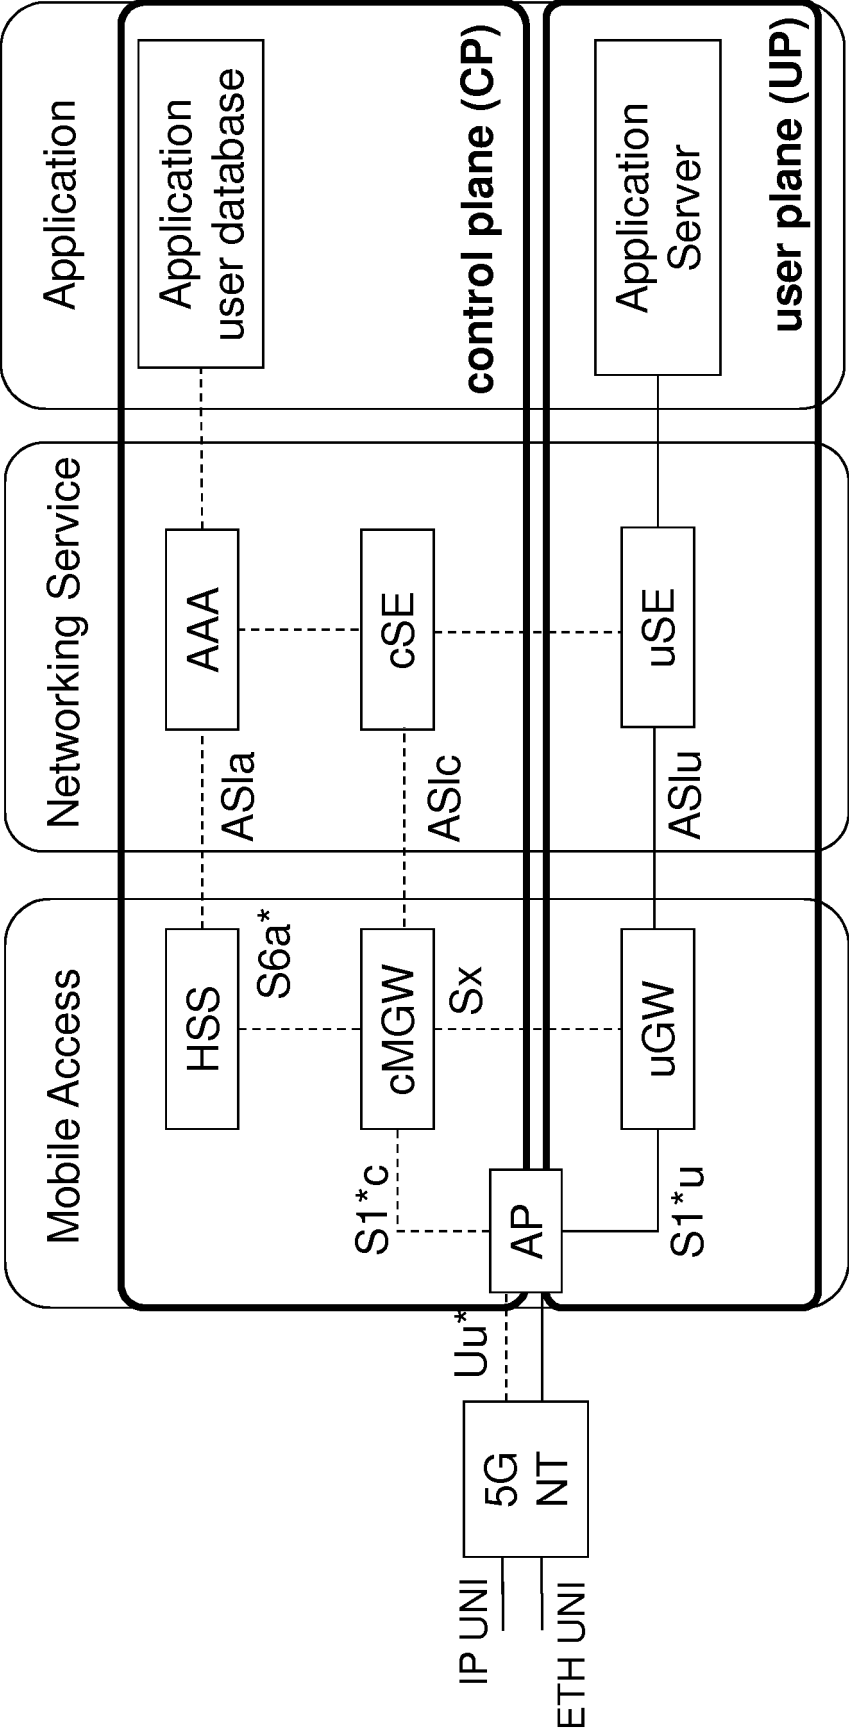 Mobile Access
Networking Service
Application
HSS
ASIa
AAA
Application
user database
S6a*
S1*c
cMGW
ASIc
cSE
Sx
control plane (CP)
Uu*
AP
IP UNI
ETH UNI
5G
NT
S1*u
uGW
ASIu
uSE
Application
Server
user plane (UP)